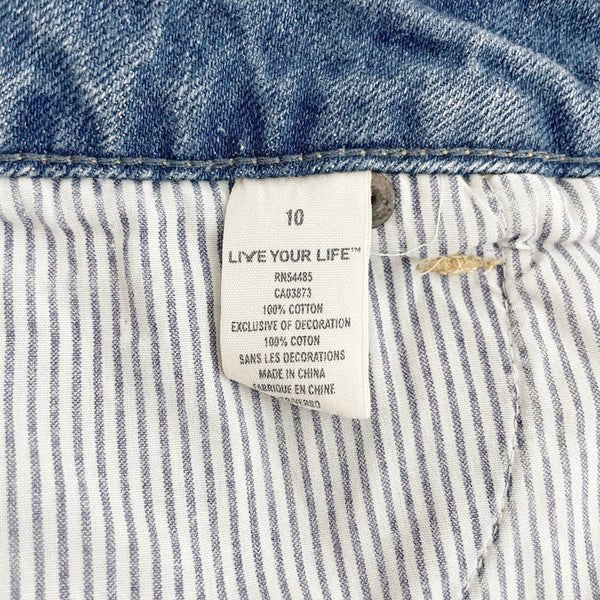 10
LIVE YOUR LIFE™
RN54485
CA03873
100% COTTON
EXCLUSIVE OF DECORATION
100% COTON
SANS LES DECORATIONS
MADE IN CHINA
FABRIQUE EN CHINE